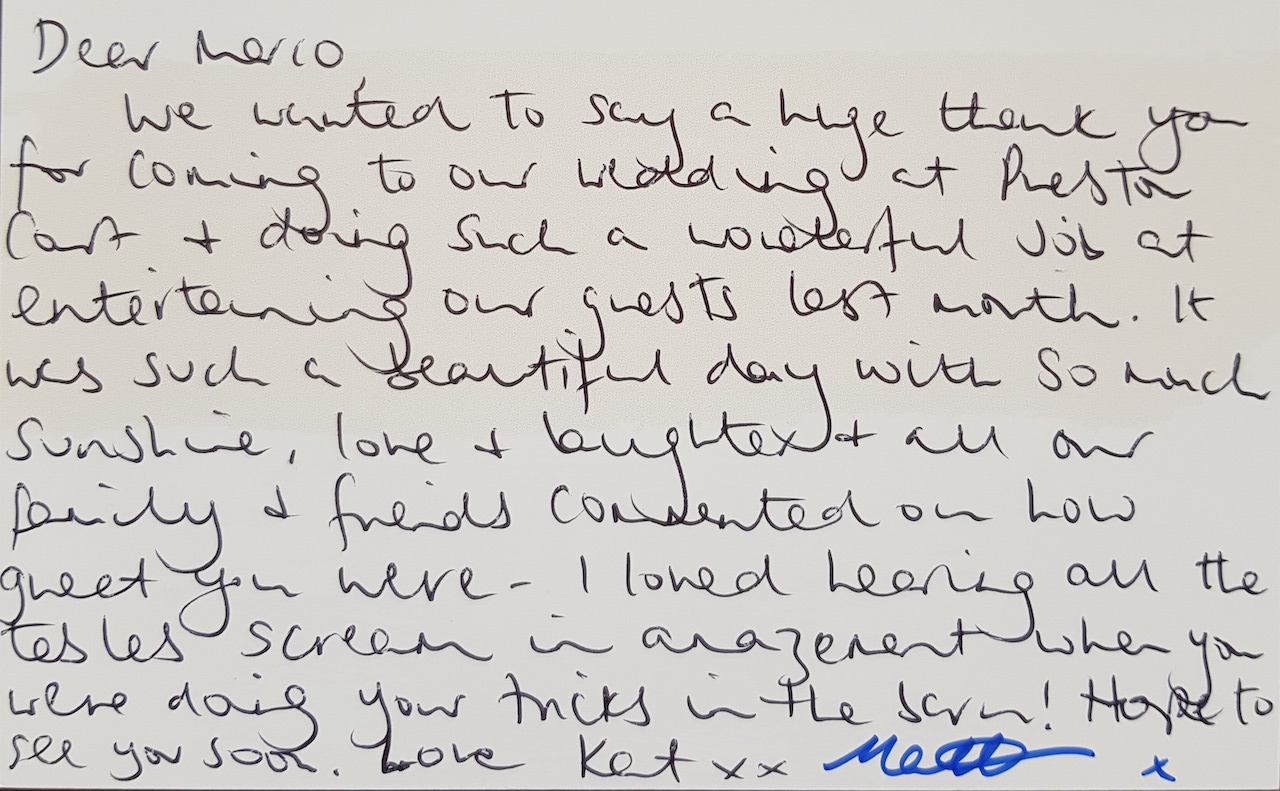 Dear Marco,
We wanted to say a huge thank you
for coming to our wedding at Preston
Court + doing such a wonderful job at
entertaining our guests last month. It
was such a beautiful day with so much
sunshine, love + laughter + all our
family + friends commented on how
great you were - I loved hearing all the
tables scream in amazement when you
were doing your tricks in the barn! Hope to
see you soon. Love Kat xx Matt x